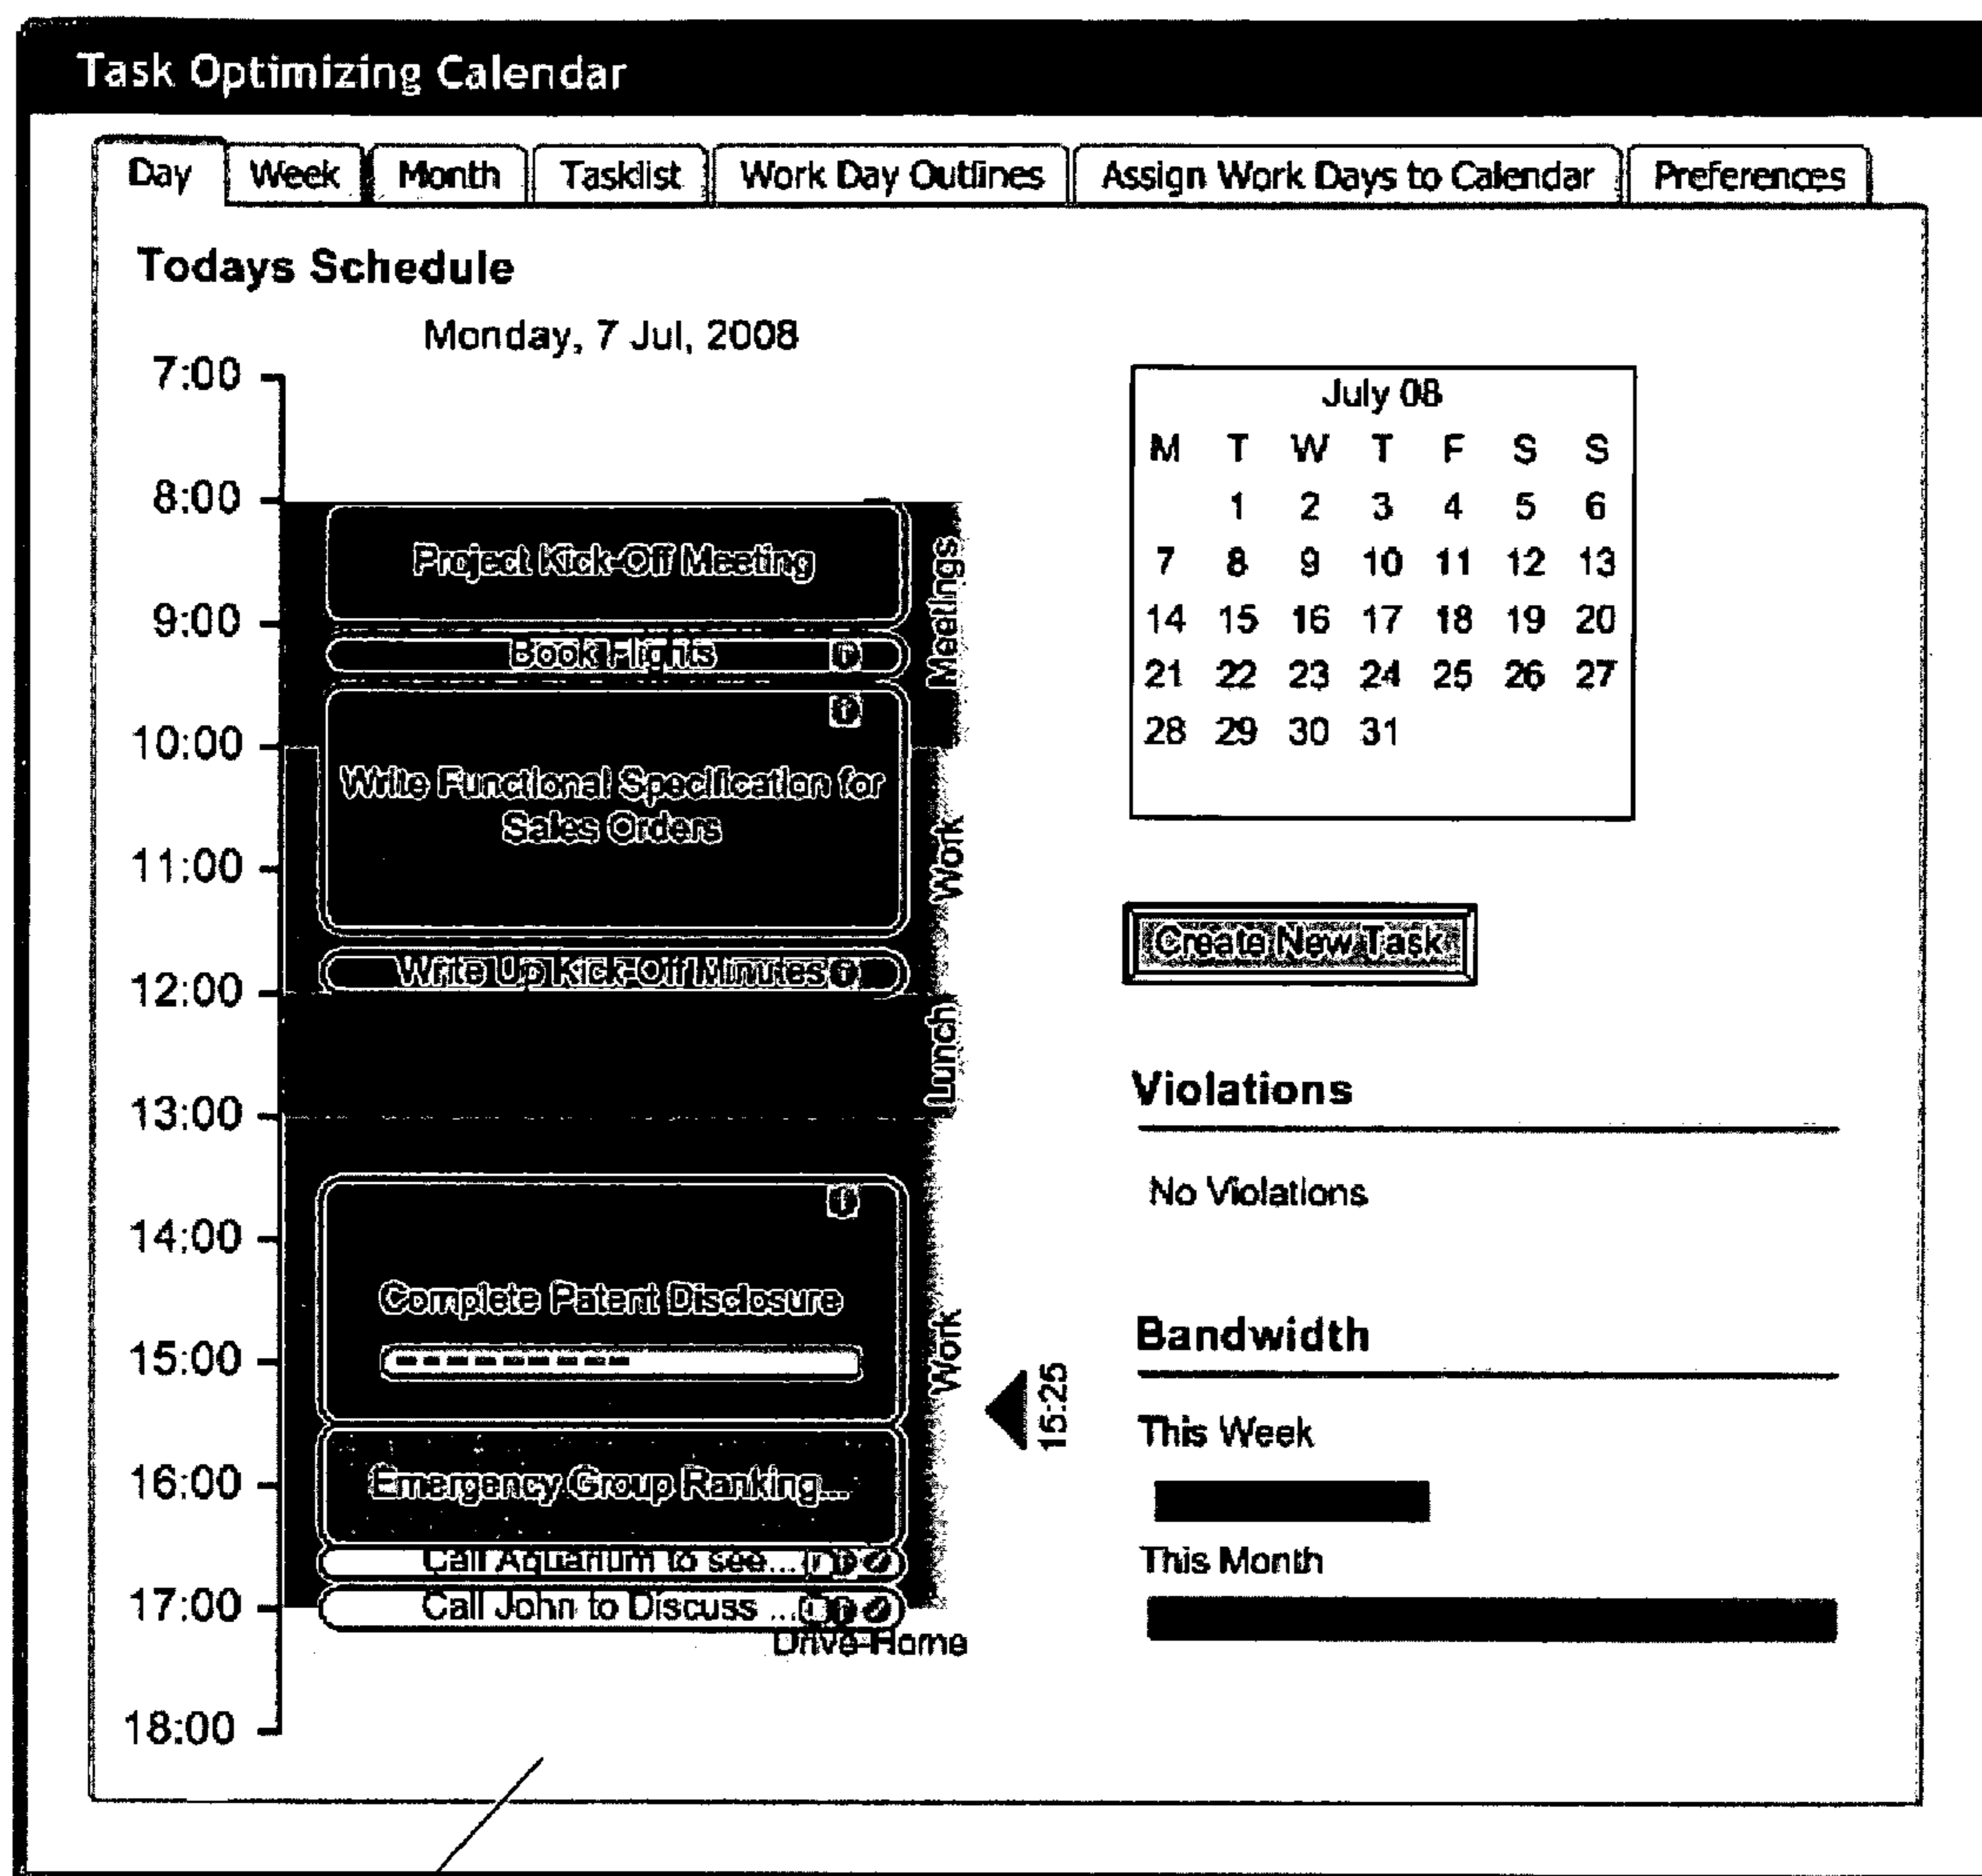 Task Optimizing Calendar
Day Week Month Tasklist Work Day Outlines Assign Work Days to Calendar Preferences
Todays Schedule
Monday, 7 Jul, 2008
7:00
8:00
Project Kick-Off Meeting
Meetings
9:00
Book Flights
10:00
Write Functional Specification for
Sales Orders
Work
11:00
Write Up Kick-Off Minutes
12:00
Lunch
13:00
14:00
Complete Patent Disclosure
15:00
Work
15:25
16:00
Emergency Group Ranking...
Call Aquarium to see...
17:00
Call John to Discuss ...
Drive Home
18:00
July 08
M T W T F S S
1 2 3 4 5 6
7 8 9 10 11 12 13
14 15 16 17 18 19 20
21 22 23 24 25 26 27
28 29 30 31
Create New Task
Violations
No Violations
Bandwidth
This Week
This Month